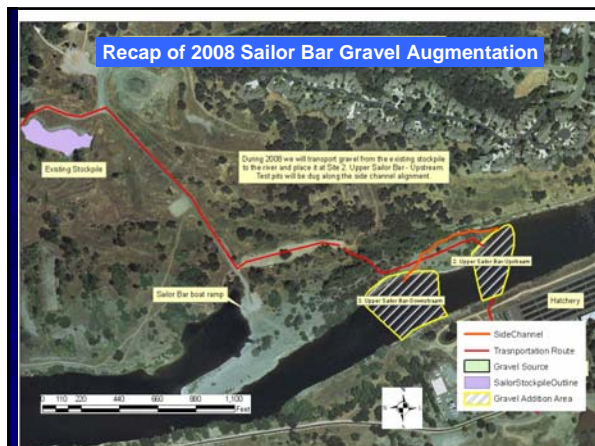 Recap of 2008 Sailor Bar Gravel Augmentation
Existing Stockpile
During 2008 we will transport gravel from the existing stockpile
to the river and place it at Site 2. Upper Sailor Bar - Upstream.
Test pits will be dug along the side channel alignment.
2. Upper Sailor Bar-Upstream
Sailor Bar boat ramp
Upper Sailor Bar-Downstream
Hatchery
SideChannel
Trasnportation Route
Gravel Source
SailorStockpileOutline
Gravel Addition Area
0 110 220 440 660 880 1,100
Feet